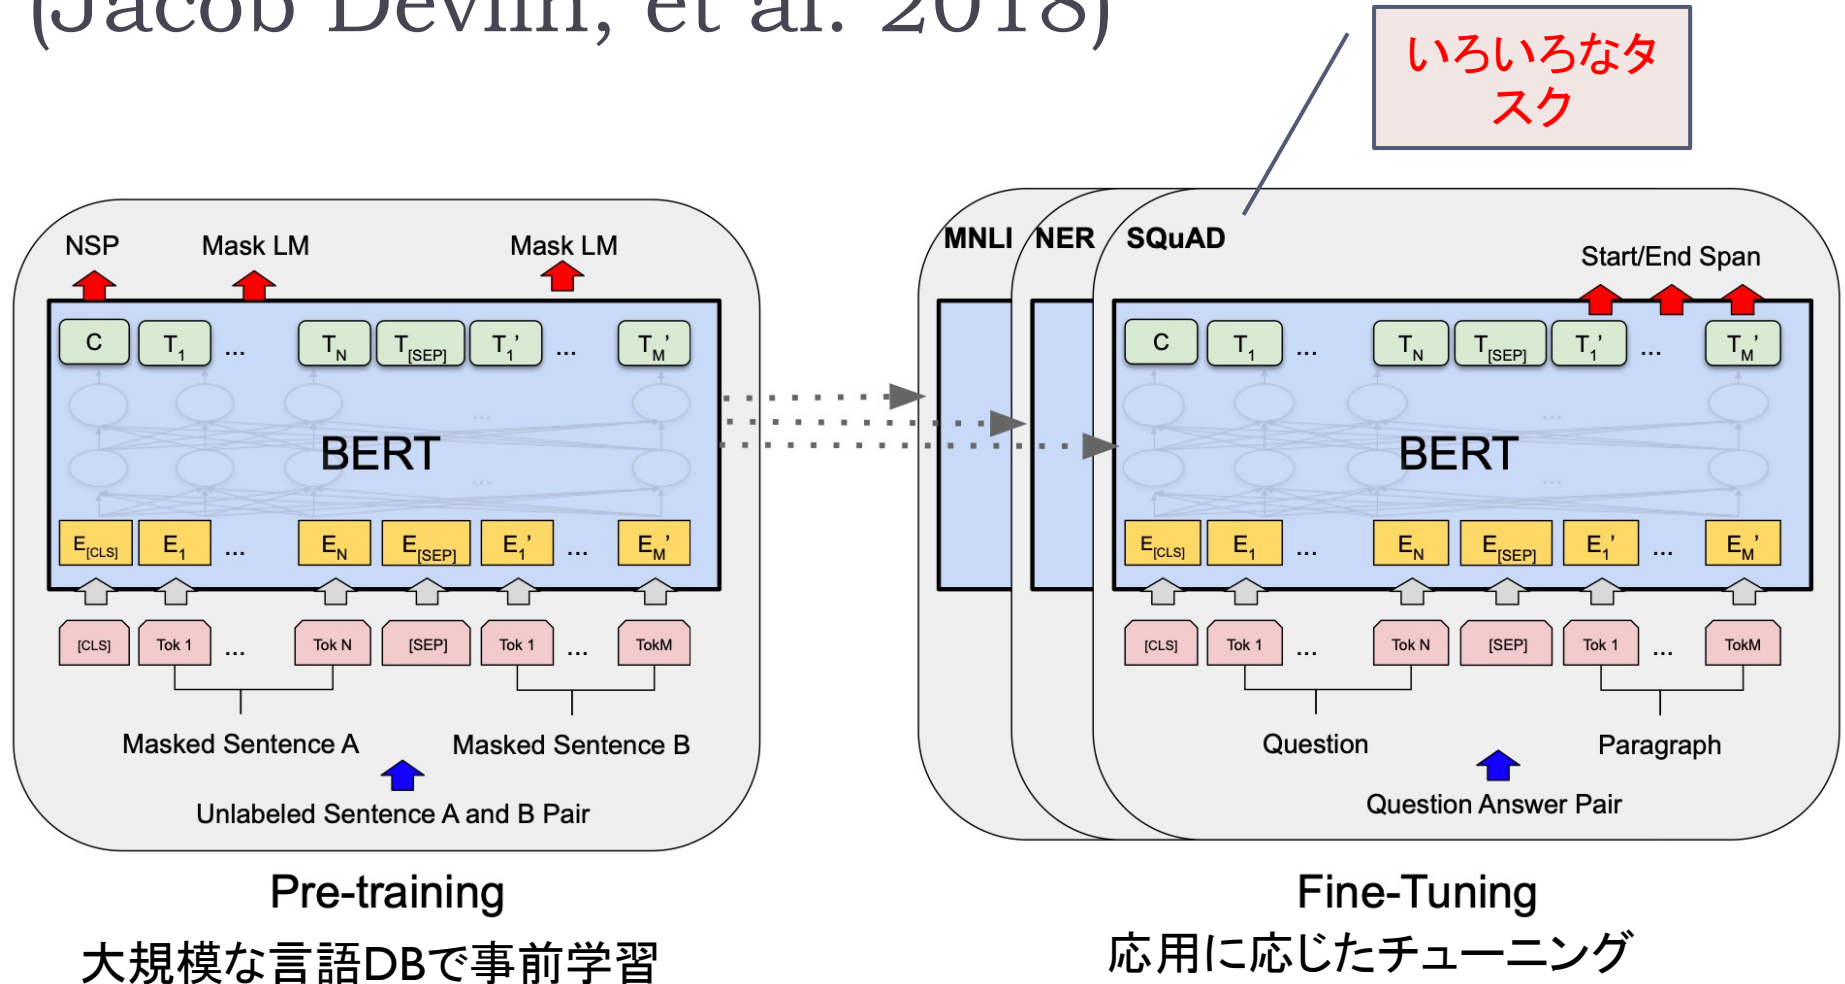 (Jacob Devlin, et al. 2018)
いろいろなタ
スク
NSP Mask LM Mask LM
C T1 ... TN T[SEP] T1' ... TM'
BERT
E[CLS] E1 ... EN E[SEP] E1' ... EM'
[CLS] Tok 1 ... Tok N [SEP] Tok 1 ... TokM
Masked Sentence A Masked Sentence B
Unlabeled Sentence A and B Pair
Pre-training
大規模な言語DBで事前学習
MNLI NER SQuAD
Start/End Span
C T1 ... TN T[SEP] T1' ... TM'
BERT
E[CLS] E1 ... EN E[SEP] E1' ... EM'
[CLS] Tok 1 ... Tok N [SEP] Tok 1 ... TokM
Question Paragraph
Question Answer Pair
Fine-Tuning
応用に応じたチューニング